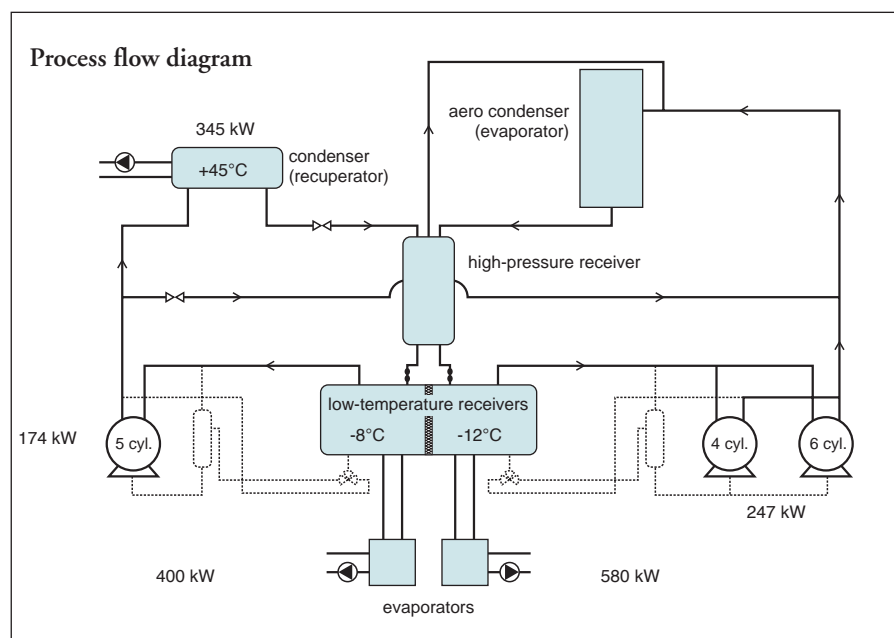 Process flow diagram
345 kW
+45°C
condenser
(recuperator)
aero condenser
(evaporator)
high-pressure receiver
low-temperature receivers
-8°C
-12°C
174 kW
5 cyl.
4 cyl.
6 cyl.
247 kW
400 kW
580 kW
evaporators